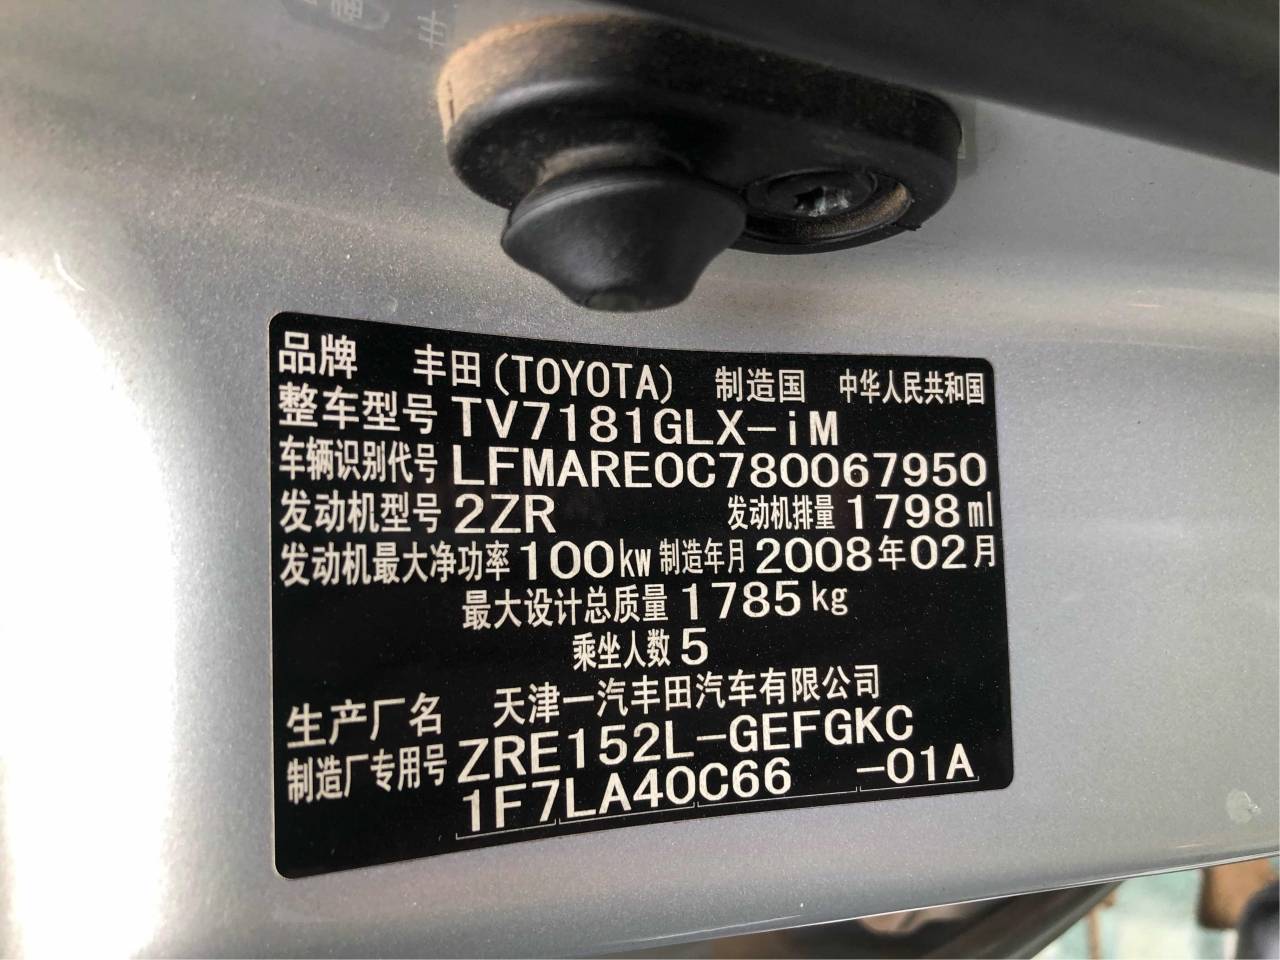 品牌 丰田(TOYOTA) 制造国 中华人民共和国
整车型号 TV7181GLX-iM
车辆识别代号 LFMARE0C780067950
发动机型号 2ZR 发动机排量 1798ml
发动机最大净功率 100kw 制造年月 2008年02月
最大设计总质量 1785kg
乘坐人数 5
生产厂名 天津一汽丰田汽车有限公司
制造厂专用号 ZRE152L-GEFGKC
1F7LA40C66 -01A